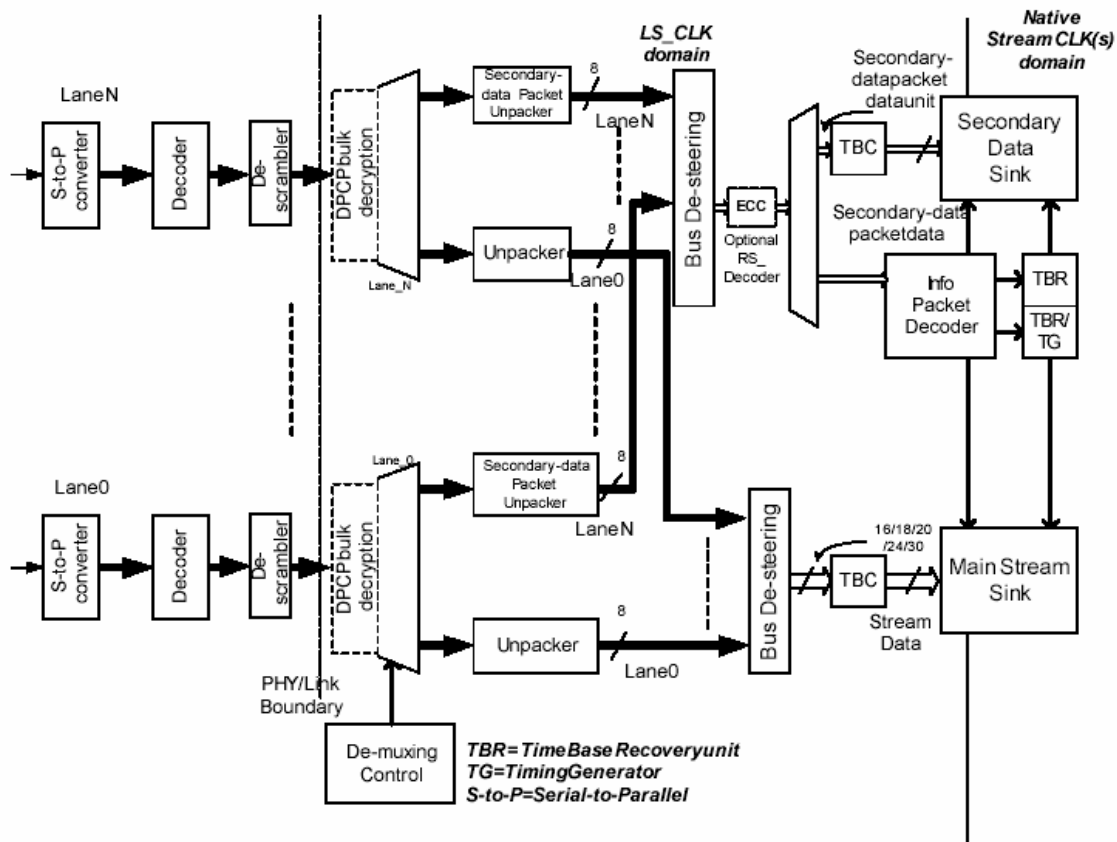 LS_CLK
domain
Native
Stream CLK(s)
domain
LaneN
S-to-P
converter
Decoder
De-
scrambler
DPCPbulk
decryption
Lane_N
Secondary-
data Packet
Unpacker
8
LaneN
Unpacker
8
Lane0
Bus De-steering
ECC
Optional
RS_
Decoder
Secondary-
datapacket
dataunit
TBC
Secondary
Data
Sink
Secondary-data
packetdata
Info
Packet
Decoder
TBR
TBR/
TG
Lane0
S-to-P
converter
Decoder
De-
scrambler
Lane_0
DPCPbulk
decryption
Secondary-data
Packet
Unpacker
8
LaneN
Unpacker
8
Lane0
Bus De-steering
16/18/20
/24/30
TBC
Stream
Data
Main Stream
Sink
PHY/Link
Boundary
De-muxing
Control
TBR=TimeBaseRecoveryunit
TG=TimingGenerator
S-to-P=Serial-to-Parallel